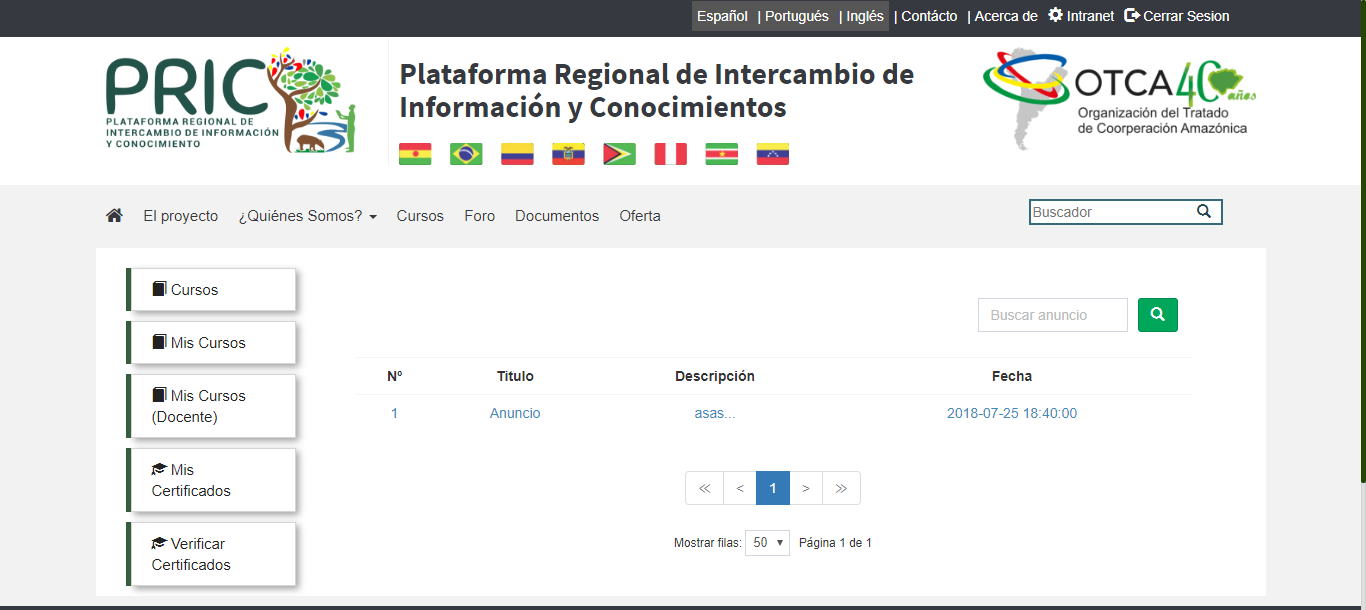 Español | Portugués | Inglés | Contácto | Acerca de Intranet Cerrar Sesion
PRIC
PLATAFORMA REGIONAL DE
INTERCAMBIO DE INFORMACIÓN
Y CONOCIMIENTO
Plataforma Regional de Intercambio de
Información y Conocimientos
OTCA 40 años
Organización del Tratado
de Coorperación Amazónica
El proyecto ¿Quiénes Somos? Cursos Foro Documentos Oferta
Buscador
Cursos
Mis Cursos
Mis Cursos
(Docente)
Mis
Certificados
Verificar
Certificados
Buscar anuncio
Nº Titulo Descripción Fecha
1 Anuncio asas... 2018-07-25 18:40:00
« < 1 > »
Mostrar filas: 50 Página 1 de 1